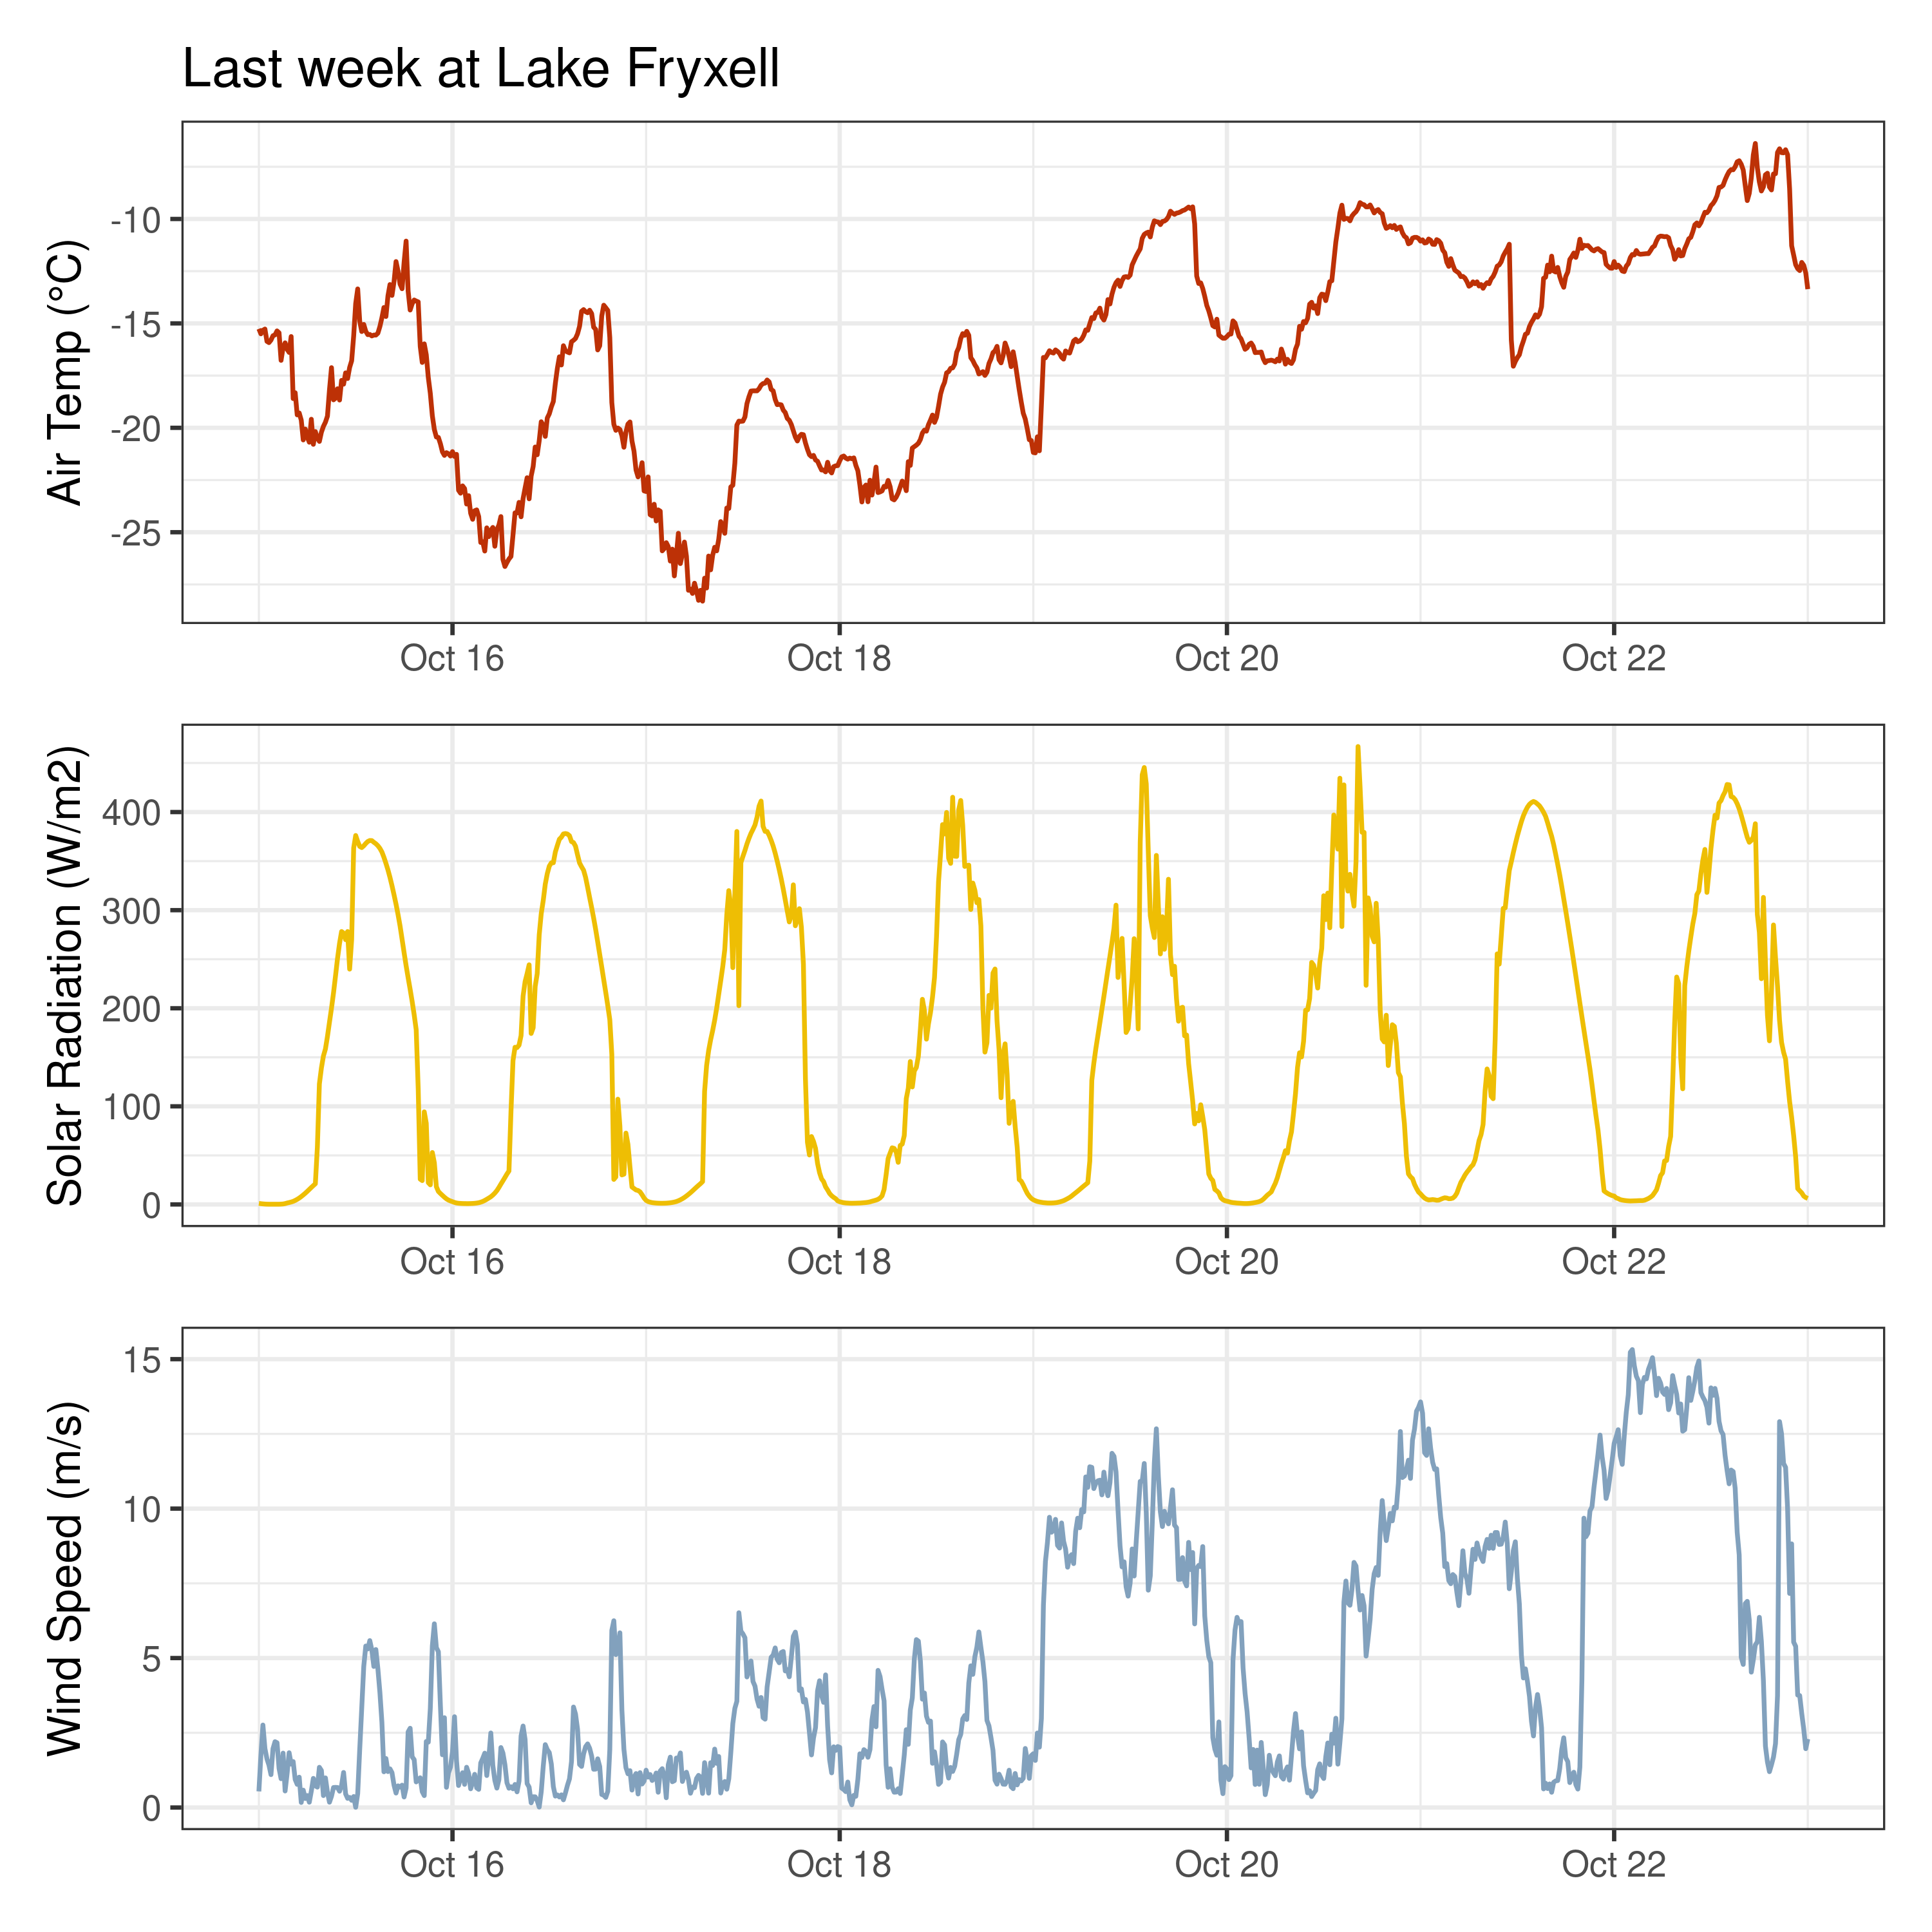 Last week at Lake Fryxell
Air Temp (°C)
-10
-15
-20
-25
Oct 16 Oct 18 Oct 20 Oct 22
Solar Radiation (W/m2)
400
300
200
100
0
Oct 16 Oct 18 Oct 20 Oct 22
Wind Speed (m/s)
15
10
5
0
Oct 16 Oct 18 Oct 20 Oct 22